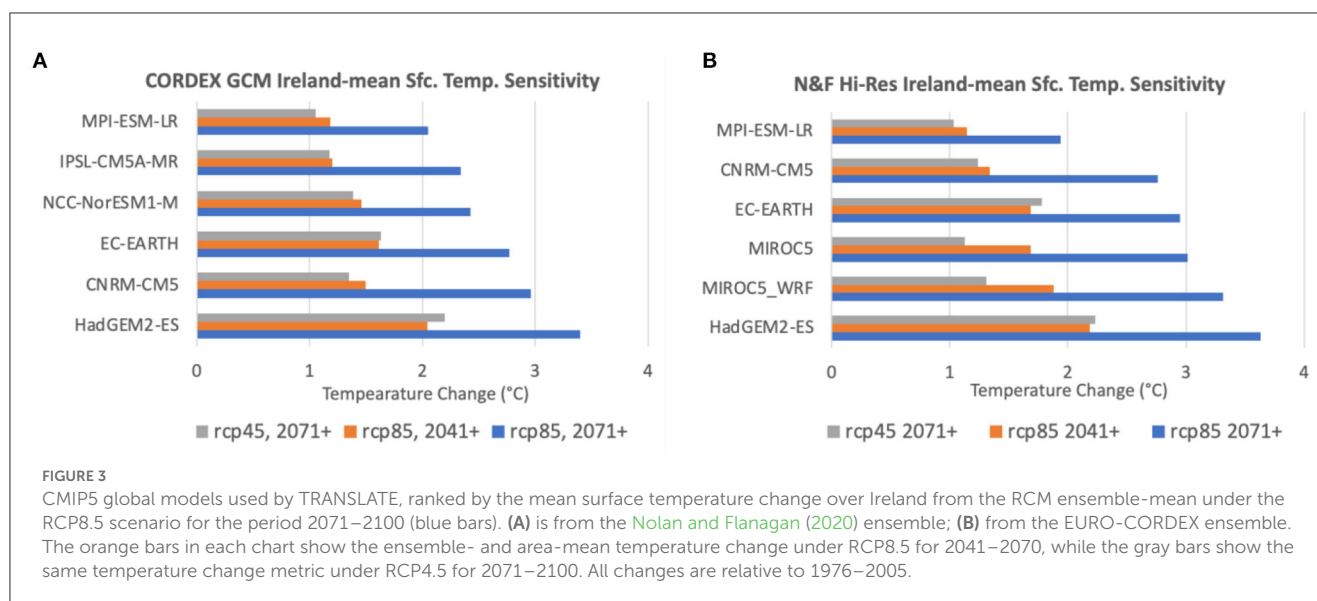 A
CORDEX GCM Ireland-mean Sfc. Temp. Sensitivity
0 1 2 3 4
MPI-ESM-LR
IPSL-CM5A-MR
NCC-NorESM1-M
EC-EARTH
CNRM-CM5
HadGEM2-ES
0 1 2 3 4
Tempearature Change (°C)
rcp45, 2071+ rcp85, 2041+ rcp85, 2071+
B
N&F Hi-Res Ireland-mean Sfc. Temp. Sensitivity
MPI-ESM-LR
CNRM-CM5
EC-EARTH
MIROC5
MIROC5_WRF
HadGEM2-ES
0 1 2 3 4
Temperature Change (°C)
rcp45 2071+ rcp85 2041+ rcp85 2071+
FIGURE 3
CMIP5 global models used by TRANSLATE, ranked by the mean surface temperature change over Ireland from the RCM ensemble-mean under the
RCP8.5 scenario for the period 2071–2100 (blue bars). (A) is from the Nolan and Flanagan (2020) ensemble; (B) from the EURO-CORDEX ensemble.
The orange bars in each chart show the ensemble- and area-mean temperature change under RCP8.5 for 2041–2070, while the gray bars show the
same temperature change metric under RCP4.5 for 2071–2100. All changes are relative to 1976–2005.